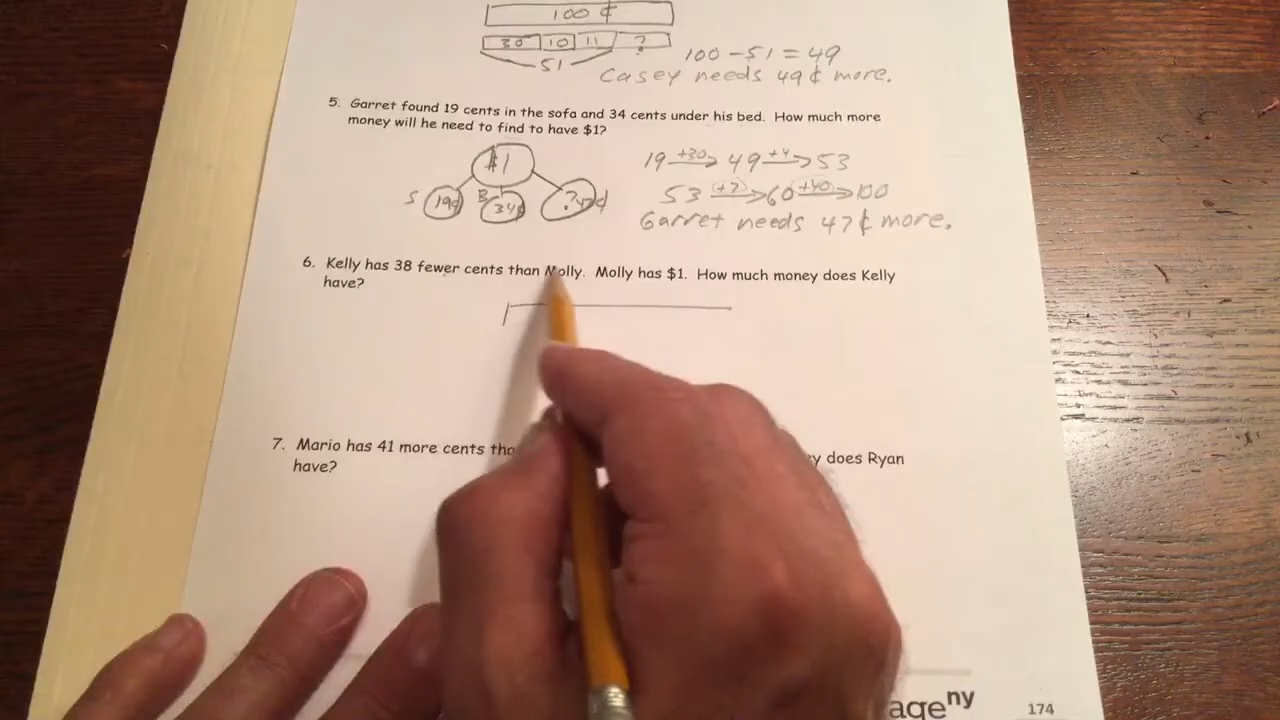 100 ¢
30 10 11 ?
51
100 - 51 = 49
Casey needs 49¢ more.
5. Garret found 19 cents in the sofa and 34 cents under his bed. How much more
money will he need to find to have $1?
$1
S 19¢ B 34¢ ? 47¢
19 +30 → 49 +4 → 53
53 +7 → 60 +40 → 100
Garret needs 47¢ more.
6. Kelly has 38 fewer cents than Molly. Molly has $1. How much money does Kelly
have?
7. Mario has 41 more cents does Ryan
have?
ny
174